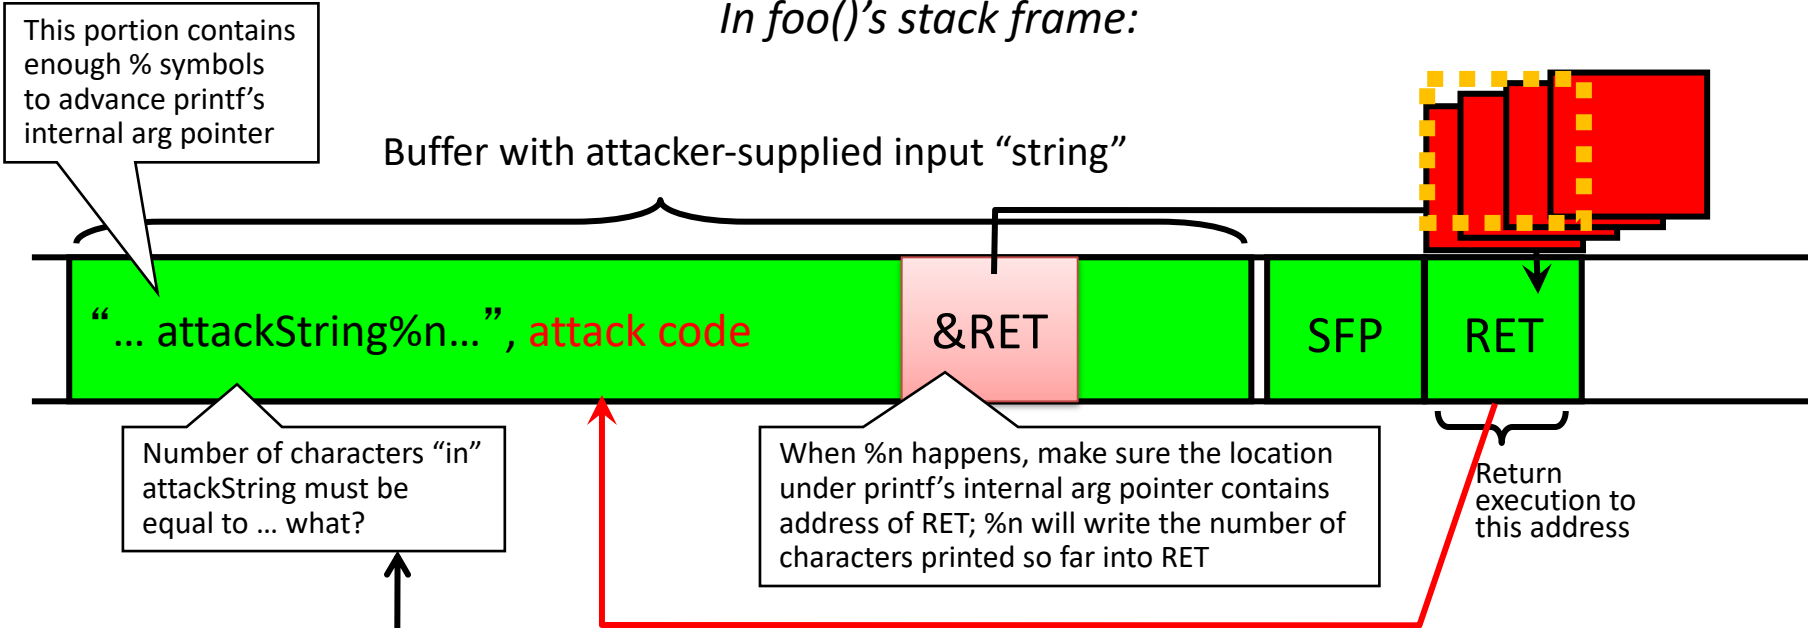 In foo()’s stack frame:
This portion contains
enough % symbols
to advance printf’s
internal arg pointer
Buffer with attacker-supplied input “string”
“... attackString%n...”, attack code
&RET
SFP
RET
Number of characters “in”
attackString must be
equal to ... what?
When %n happens, make sure the location
under printf’s internal arg pointer contains
address of RET; %n will write the number of
characters printed so far into RET
Return
execution to
this address